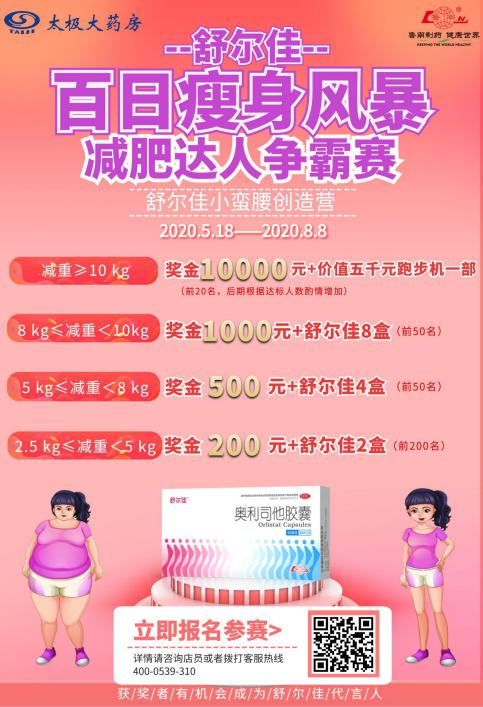 太极大药房
TAIJI
鲁南制药 健康世界
KEEPING THE WORLD HEALTHY
--舒尔佳--
百日瘦身风暴
减肥达人争霸赛
舒尔佳小蛮腰创造营
2020.5.18——2020.8.8
减重≥10 kg 奖金10000元+价值五千元跑步机一部
(前20名，后期根据达标人数酌情增加)
8 kg≤减重<10kg 奖金1000元+舒尔佳8盒(前50名)
5 kg≤减重<8 kg 奖金 500 元+舒尔佳4盒(前50名)
2.5 kg≤减重<5 kg 奖金 200 元+舒尔佳2盒(前200名)
舒尔佳
奥利司他胶囊
Orlistat Capsules
立即报名参赛>
详情请咨询店员或者拨打客服热线
400-0539-310
获奖者有机会成为舒尔佳代言人